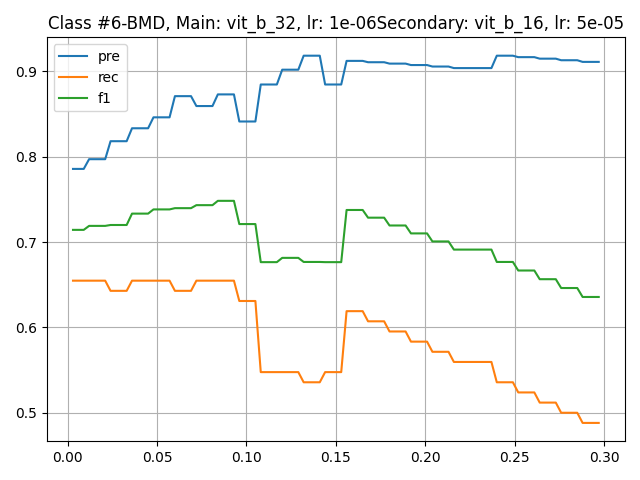 Class #6-BMD, Main: vit_b_32, lr: 1e-06Secondary: vit_b_16, lr: 5e-05
pre
rec
f1
0.9
0.8
0.7
0.6
0.5
0.00 0.05 0.10 0.15 0.20 0.25 0.30